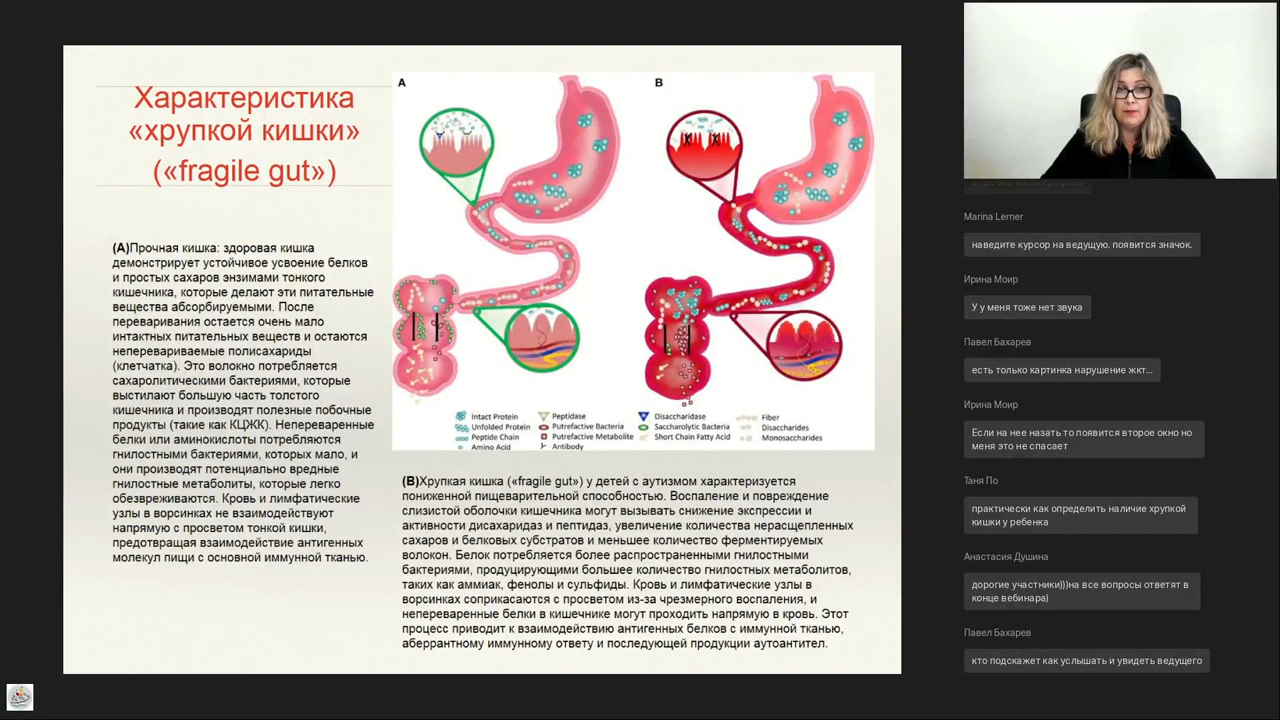 Характеристика
«хрупкой кишки»
(«fragile gut»)
(А)Прочная кишка: здоровая кишка
демонстрирует устойчивое усвоение белков
и простых сахаров энзимами тонкого
кишечника, которые делают эти питательные
вещества абсорбируемыми. После
переваривания остается очень мало
интактных питательных веществ и остаются
неперевариваемые полисахариды
(клетчатка). Это волокно потребляется
сахаролитическими бактериями, которые
выстилают большую часть толстого
кишечника и производят полезные побочные
продукты (такие как КЦЖК). Непереваренные
белки или аминокислоты потребляются
гнилостными бактериями, которых мало, и
они производят потенциально вредные
гнилостные метаболиты, которые легко
обезвреживаются. Кровь и лимфатические
узлы в ворсинках не взаимодействуют
напрямую с просветом тонкой кишки,
предотвращая взаимодействие антигенных
молекул пищи с основной иммунной тканью.
A
B
Intact Protein
Unfolded Protein
Peptide Chain
Amino Acid
Peptidase
Putrefactive Bacteria
Putrefactive Metabolite
Antibody
Disaccharidase
Saccharolytic Bacteria
Short Chain Fatty Acid
Fiber
Disaccharides
Monosaccharides
(В)Хрупкая кишка («fragile gut») у детей с аутизмом характеризуется
пониженной пищеварительной способностью. Воспаление и повреждение
слизистой оболочки кишечника могут вызывать снижение экспрессии и
активности дисахаридаз и пептидаз, увеличение количества нерасщепленных
сахаров и белковых субстратов и меньшее количество ферментируемых
волокон. Белок потребляется более распространенными гнилостными
бактериями, продуцирующими большее количество гнилостных метаболитов,
таких как аммиак, фенолы и сульфиды. Кровь и лимфатические узлы в
ворсинках соприкасаются с просветом из-за чрезмерного воспаления, и
непереваренные белки в кишечнике могут проходить напрямую в кровь. Этот
процесс приводит к взаимодействию антигенных белков с иммунной тканью,
аберрантному иммунному ответу и последующей продукции аутоантител.
Marina Lerner
наведите курсор на ведущую. появится значок.
Ирина Моир
У у меня тоже нет звука
Павел Бахарев
есть только картинка нарушение жкт...
Ирина Моир
Если на нее назать то появится второе окно но
меня это не спасает
Таня По
практически как определить наличие хрупкой
кишки у ребенка
Анастасия Душина
дорогие участники)))на все вопросы ответят в
конце вебинара)
Павел Бахарев
кто подскажет как услышать и увидеть ведущего